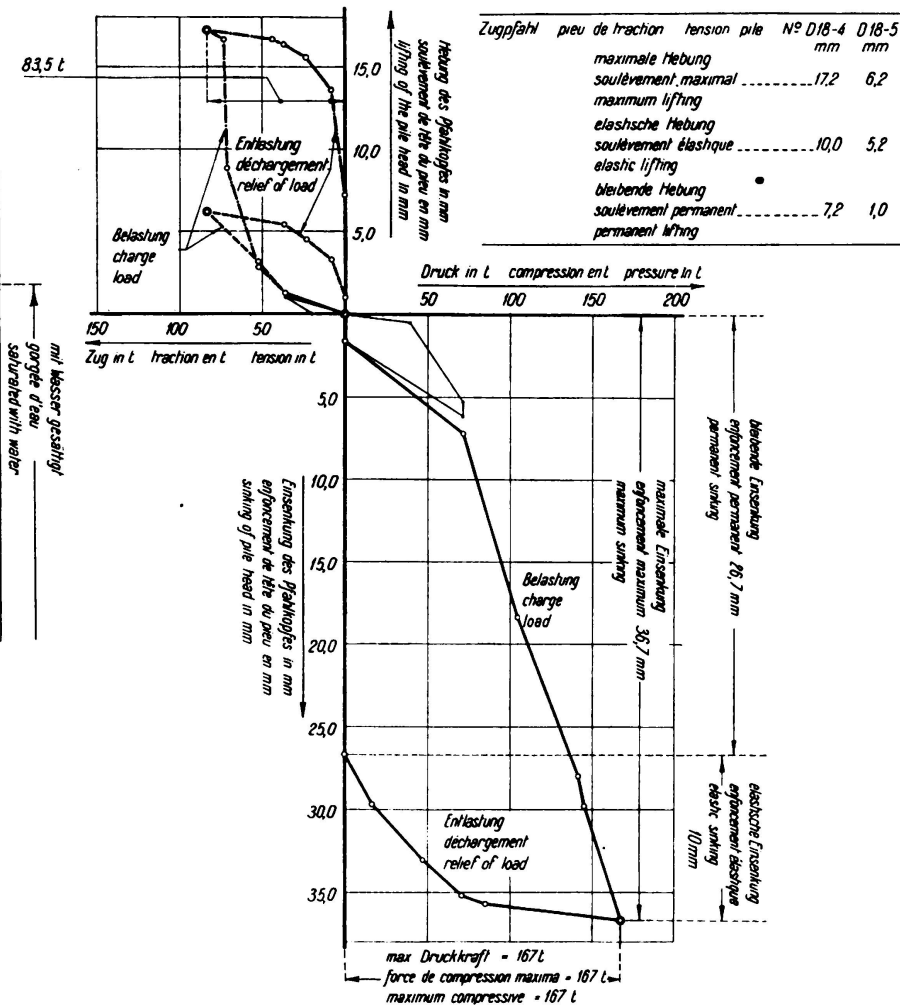 Zugpfahl pieu de traction tension pile Nº D18-4 D18-5
mm mm
maximale Hebung
soulèvement maximal 17,2 6,2
maximum lifting
elastische Hebung
soulèvement élastique 10,0 5,2
elastic lifting
bleibende Hebung
soulèvement permanent 7,2 1,0
permanent lifting
83,5 t
15,0
10,0
5,0
Hebung des Pfahlkopfes in mm
soulèvement de tête du pieu en mm
lifting of the pile head in mm
Entlastung
déchargement
relief of load
Belastung
charge
load
Druck in t compression en t pressure in t
50 100 150 200
150 100 50
Zug in t traction en t tension in t
mit Wasser gesättigt
gorgée d'eau
saturated with water
5,0
10,0
15,0
20,0
25,0
30,0
35,0
Einsenkung des Pfahlkopfes in mm
enfoncement de tête du pieu en mm
sinking of pile head in mm
Belastung
charge
load
maximale Einsenkung
enfoncement maximum 36,7 mm
maximum sinking
bleibende Einsenkung
enfoncement permanent 26,7 mm
permanent sinking
elastische Einsenkung
enfoncement élastique
elastic sinking
10 mm
Entlastung
déchargement
relief of load
max Druckkraft = 167 t
force de compression maxima = 167 t
maximum compressive = 167 t